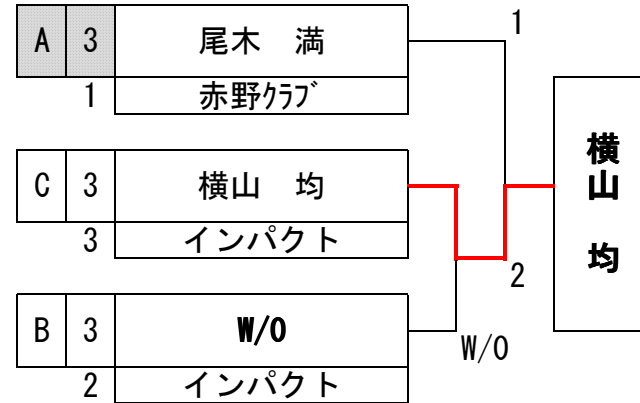 A 3 尾木 満 1
1 赤野クラブ
C 3 横山 均
3 インパクト
横山 均
2
B 3 W/O W/O
2 インパクト